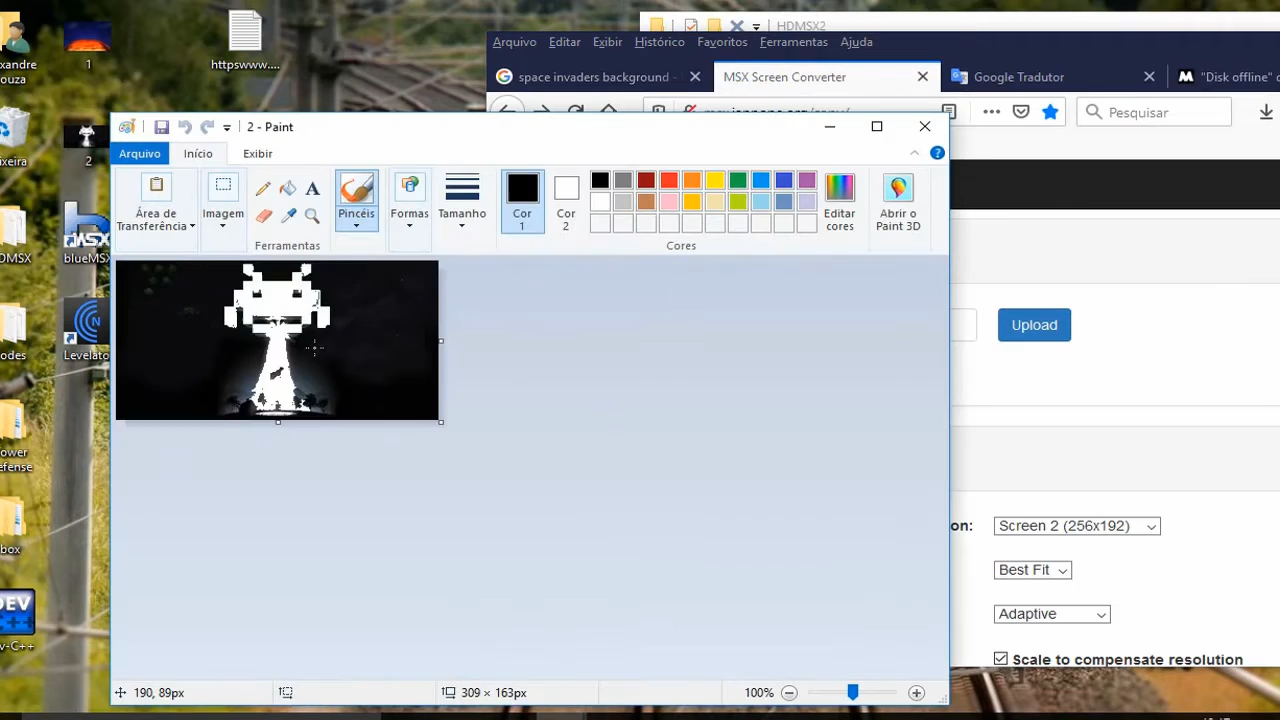 xandre
ouza
1
httpswww....
eixeira
2
DMSX
blueMSX
odes
Levelato
ower
efense
box
DEV
C++
v-C++
HDMSX2
Arquivo Editar Exibir Histórico Favoritos Ferramentas Ajuda
space invaders background - MSX Screen Converter Google Tradutor "Disk offline"
Pesquisar
2 - Paint
Arquivo Início Exibir
Área de Transferência
Imagem
Ferramentas
Pincéis
Formas
Tamanho
Cor 1
Cor 2
Cores
Editar cores
Abrir o Paint 3D
Upload
on: Screen 2 (256x192)
Best Fit
Adaptive
Scale to compensate resolution
190, 89px 309 × 163px 100%